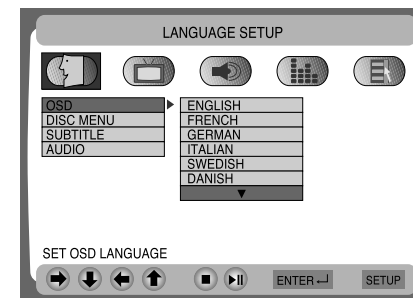 LANGUAGE SETUP
OSD
DISC MENU
SUBTITLE
AUDIO
ENGLISH
FRENCH
GERMAN
ITALIAN
SWEDISH
DANISH
SET OSD LANGUAGE
ENTER
SETUP